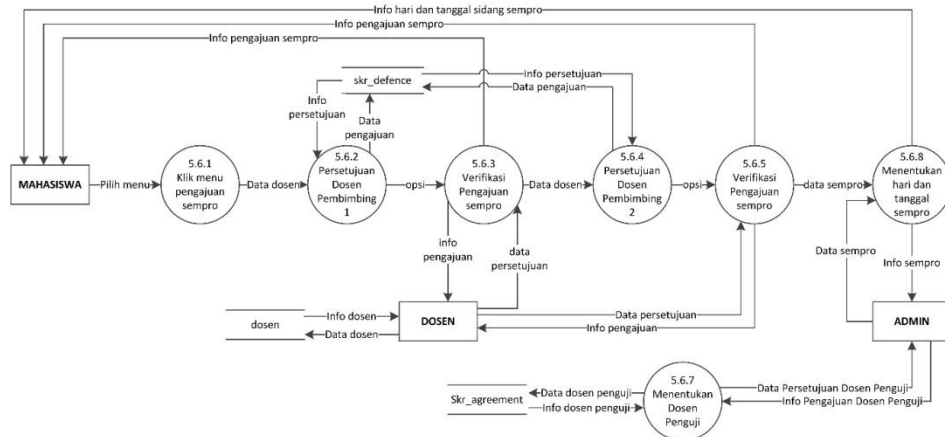 Info hari dan tanggal sidang sempro
Info pengajuan sempro
Info pengajuan sempro
skr_defence
Info persetujuan
Data pengajuan
Info
persetujuan
Data
pengajuan
MAHASISWA
Pilih menu
5.6.1
Klik menu
pengajuan
sempro
Data dosen
5.6.2
Persetujuan
Dosen
Pembimbing
1
opsi
5.6.3
Verifikasi
Pengajuan
sempro
Data dosen
5.6.4
Persetujuan
Dosen
Pembimbing
2
opsi
5.6.5
Verifikasi
Pengajuan
sempro
data sempro
5.6.8
Menentukan
hari dan
tanggal
sempro
info
pengajuan
data
persetujuan
Data sempro
Info sempro
dosen
Info dosen
Data dosen
DOSEN
Data persetujuan
Info pengajuan
ADMIN
Skr_agreement
Data dosen penguji
Info dosen penguji
5.6.7
Menentukan
Dosen
Penguji
Data Persetujuan Dosen Penguji
Info Pengajuan Dosen Penguji